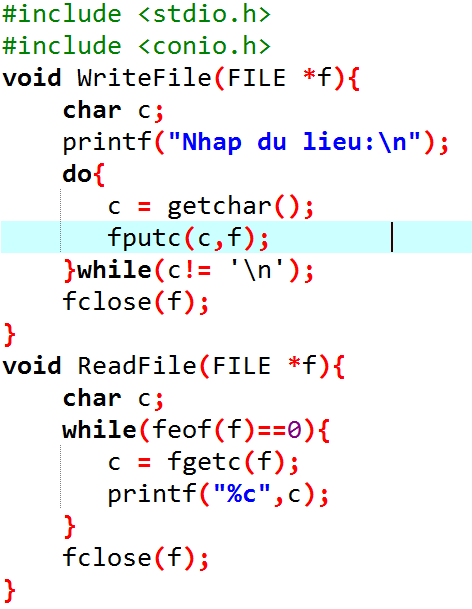 #include <stdio.h>
#include <conio.h>
void WriteFile(FILE *f){
    char c;
    printf("Nhap du lieu:\n");
    do{
       c = getchar();
       fputc(c,f);
    }while(c!= '\n');
    fclose(f);
}
void ReadFile(FILE *f){
    char c;
    while(feof(f)==0){
       c = fgetc(f);
       printf("%c",c);
    }
    fclose(f);
}